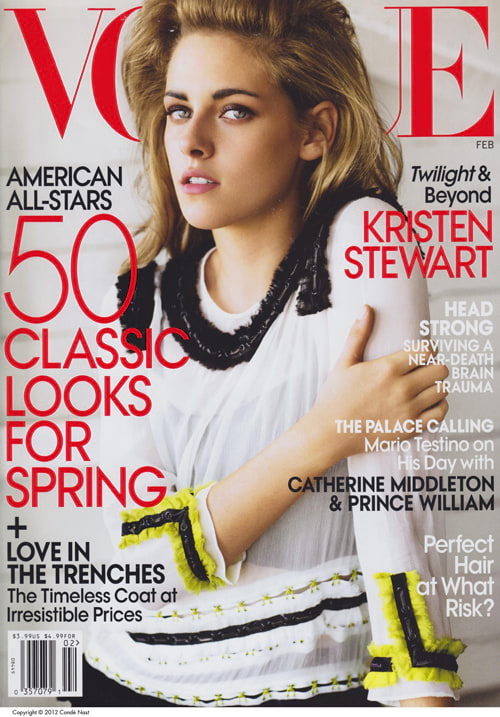 VOGUE
FEB
AMERICAN
ALL-STARS
50
CLASSIC
LOOKS
FOR
SPRING
+
LOVE IN
THE TRENCHES
The Timeless Coat at
Irresistible Prices
Twilight &
Beyond
KRISTEN
STEWART
HEAD
STRONG
SURVIVING A
NEAR-DEATH
BRAIN
TRAUMA
THE PALACE CALLING
Mario Testino on
His Day with
CATHERINE MIDDLETON
& PRINCE WILLIAM
Perfect
Hair
at What
Risk?
$3.99US $4.99FOR
02>
0 357079 1
Copyright © 2012 Condé Nast